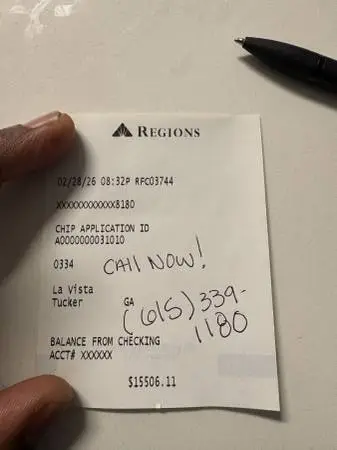 REGIONS
02/28/26 08:32P RFC03744
XXXXXXXXXXXX8180
CHIP APPLICATION ID
A0000000031010
0334 CAll NOW!
La Vista
Tucker GA
(615) 339-
1180
BALANCE FROM CHECKING
ACCT# XXXXXX
$15506.11